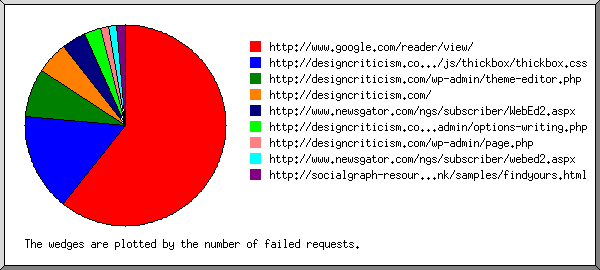 http://www.google.com/reader/view/
http://designcriticism.co.../js/thickbox/thickbox.css
http://designcriticism.com/wp-admin/theme-editor.php
http://designcriticism.com/
http://www.newsgator.com/ngs/subscriber/WebEd2.aspx
http://designcriticism.co...admin/options-writing.php
http://designcriticism.com/wp-admin/page.php
http://www.newsgator.com/ngs/subscriber/webed2.aspx
http://socialgraph-resour...nk/samples/findyours.html
The wedges are plotted by the number of failed requests.